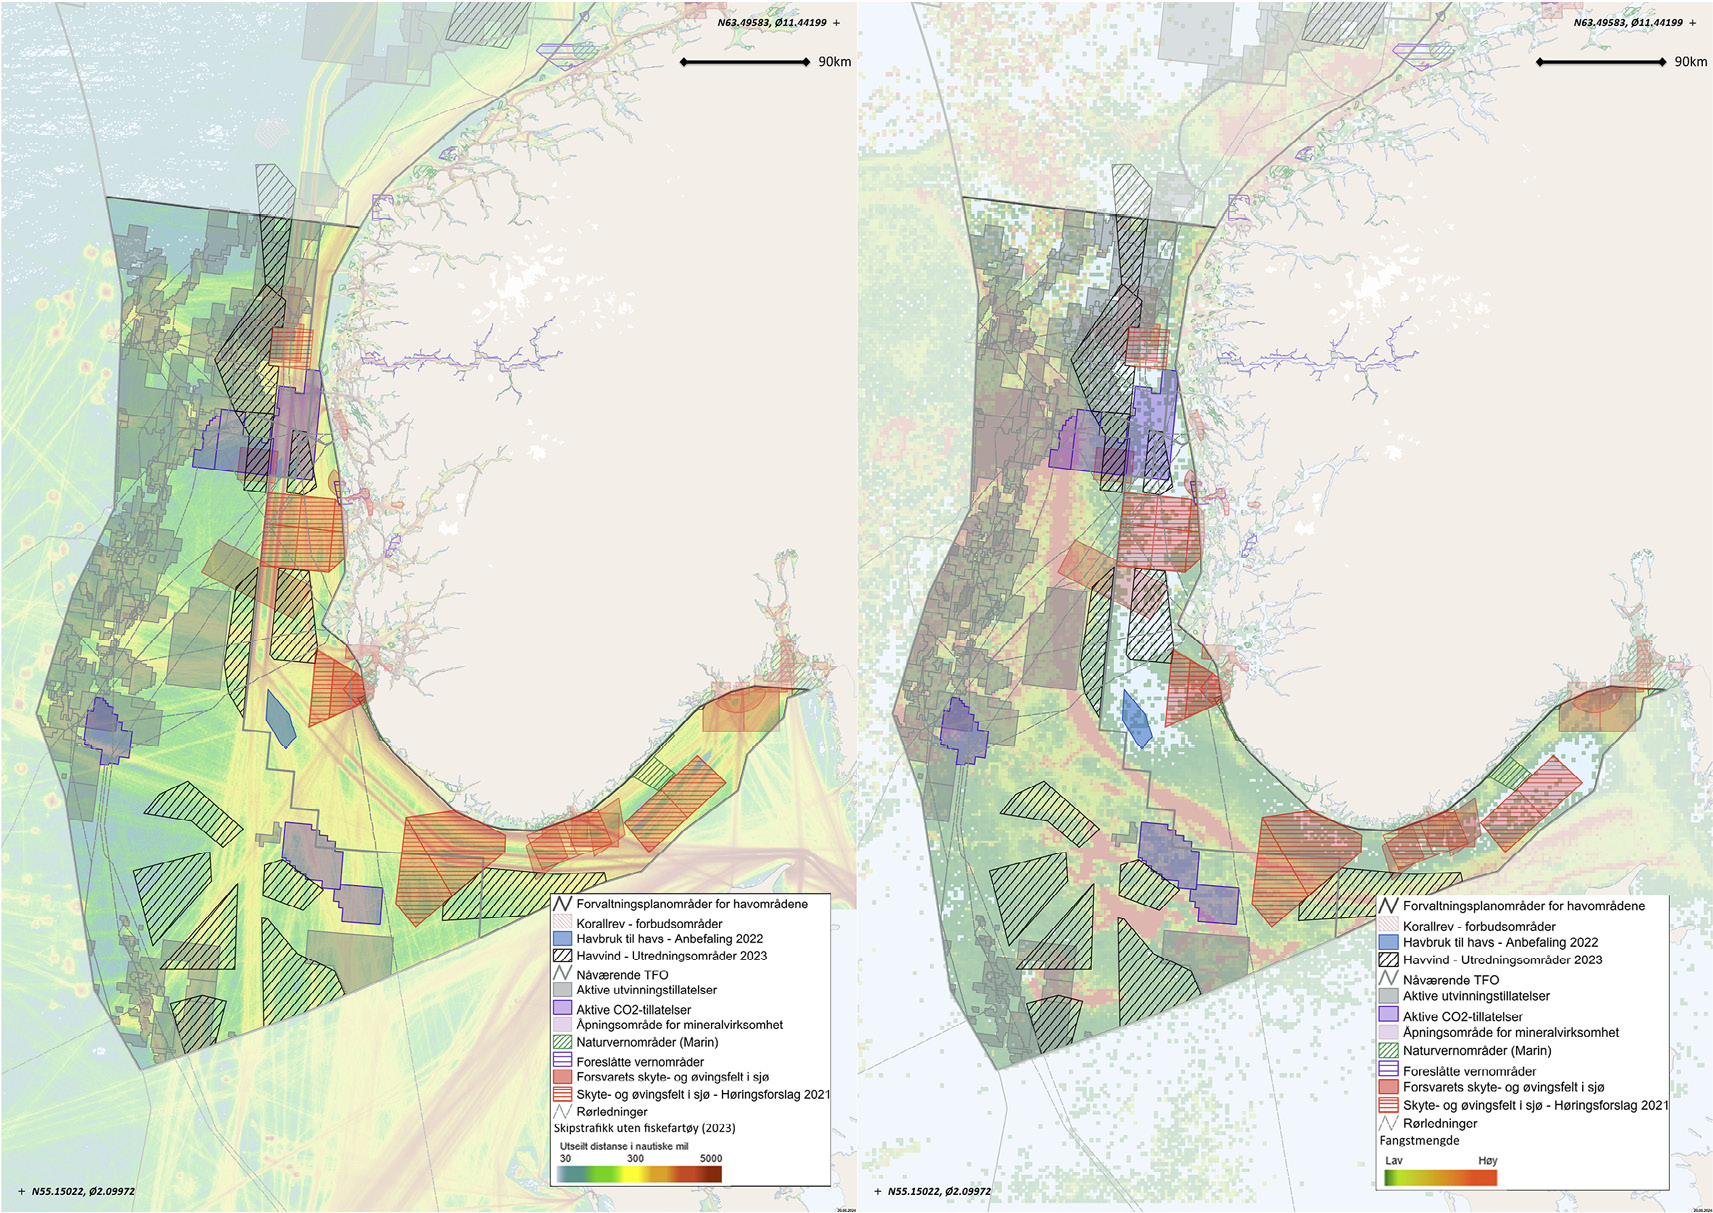 N63.49583, Ø11.44199 +
90km
Forvaltningsplanområder for havområdene
Korallrev - forbudsområder
Havbruk til havs - Anbefaling 2022
Havvind - Utredningsområder 2023
Nåværende TFO
Aktive utvinningstillatelser
Aktive CO2-tillatelser
Åpningsområde for mineralvirksomhet
Naturvernområder (Marin)
Foreslåtte vernområder
Forsvarets skyte- og øvingsfelt i sjø
Skyte- og øvingsfelt i sjø - Høringsforslag 2021
Rørledninger
Skipstrafikk uten fiskefartøy (2023)
Utseilt distanse i nautiske mil
30 300 5000
+ N55.15022, Ø2.09972
N63.49583, Ø11.44199 +
90km
Forvaltningsplanområder for havområdene
Korallrev - forbudsområder
Havbruk til havs - Anbefaling 2022
Havvind - Utredningsområder 2023
Nåværende TFO
Aktive utvinningstillatelser
Aktive CO2-tillatelser
Åpningsområde for mineralvirksomhet
Naturvernområder (Marin)
Foreslåtte vernområder
Forsvarets skyte- og øvingsfelt i sjø
Skyte- og øvingsfelt i sjø - Høringsforslag 2021
Rørledninger
Fangstmengde
Lav Høy
+ N55.15022, Ø2.09972